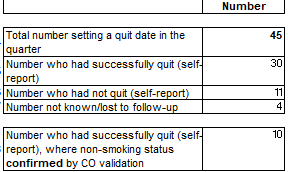 Number
Total number setting a quit date in the 45
quarter
Number who had successfully quit (self- 30
report)
Number who had not quit (self-report) 11
Number not known/lost to follow-up 4
Number who had successfully quit (self- 10
report), where non-smoking status
confirmed by CO validation